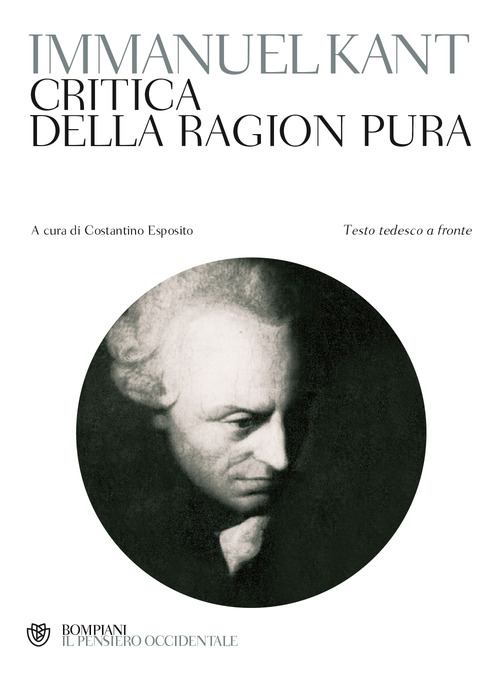 IMMANUEL KANT
CRITICA
DELLA RAGION PURA
A cura di Costantino Esposito
Testo tedesco a fronte
BOMPIANI
IL PENSIERO OCCIDENTALE